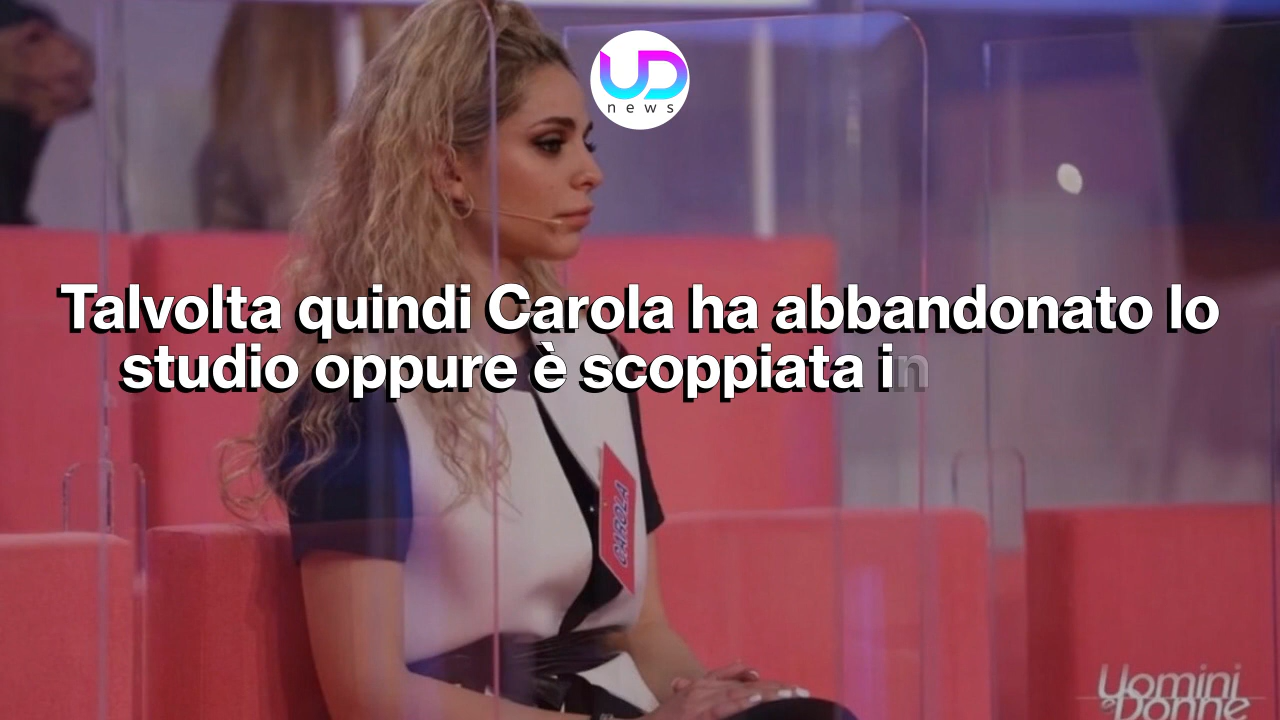 UD
news
Talvolta quindi Carola ha abbandonato lo
studio oppure è scoppiata in
CAROLA
Uomini
e Donne